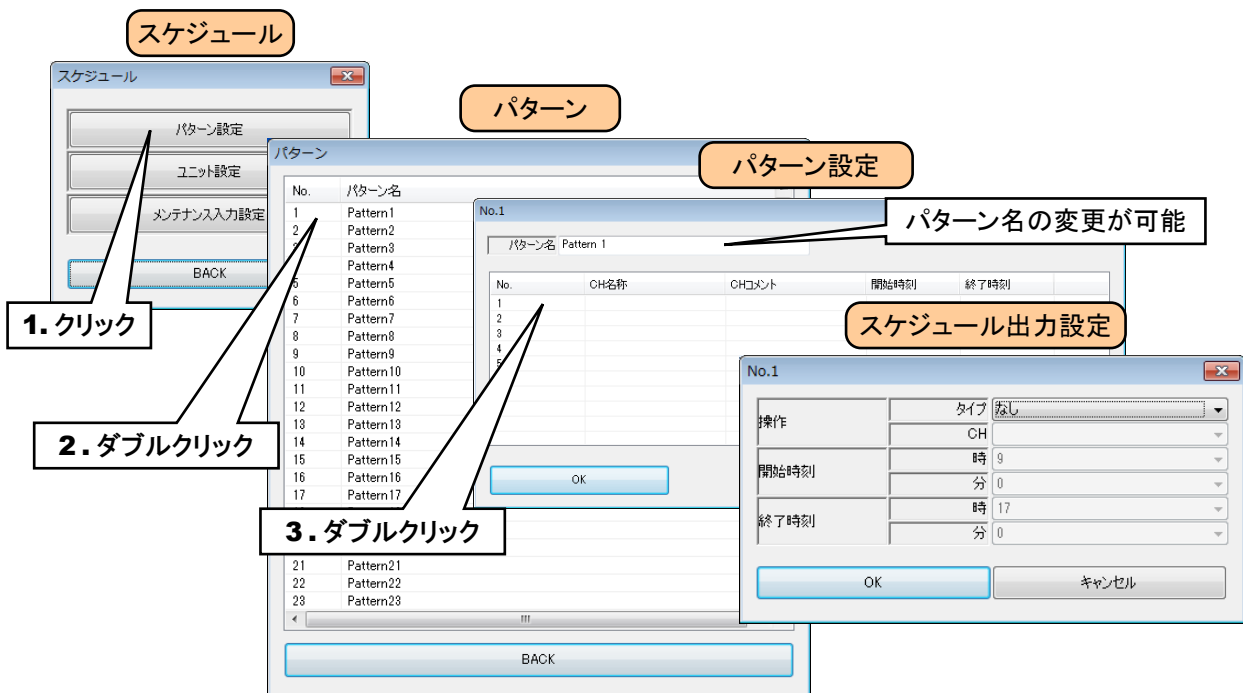 スケジュール
スケジュール
パターン設定
ユニット設定
メンテナンス入力設定
BACK
1. クリック
パターン
パターン
No. パターン名
1 Pattern1
2 Pattern2
Pattern3
Pattern4
5 Pattern5
6 Pattern6
7 Pattern7
8 Pattern8
9 Pattern9
10 Pattern10
11 Pattern11
12 Pattern12
13 Pattern13
14 Pattern14
15 Pattern15
16 Pattern16
17 Pattern17
21 Pattern21
22 Pattern22
23 Pattern23
BACK
2. ダブルクリック
パターン設定
No.1
パターン名 Pattern 1
パターン名の変更が可能
No. CH名称 CHコメント 開始時刻 終了時刻
1
2
3
4
5
OK
3. ダブルクリック
スケジュール出力設定
No.1
操作 タイプ なし
CH
開始時刻 時 9
分 0
終了時刻 時 17
分 0
OK キャンセル